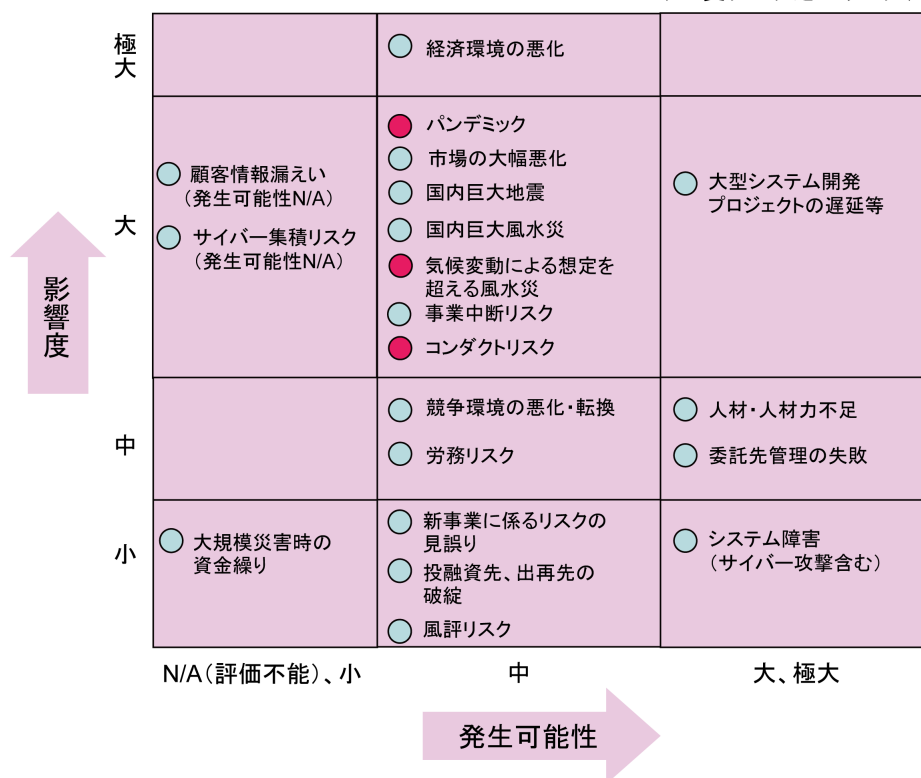 極大
経済環境の悪化
影響度
大
顧客情報漏えい
(発生可能性N/A)
サイバー集積リスク
(発生可能性N/A)
パンデミック
市場の大幅悪化
国内巨大地震
国内巨大風水災
気候変動による想定を
超える風水災
事業中断リスク
コンダクトリスク
大型システム開発
プロジェクトの遅延等
中
競争環境の悪化・転換
労務リスク
人材・人材力不足
委託先管理の失敗
小
大規模災害時の
資金繰り
新事業に係るリスクの
見誤り
投融資先、出再先の
破綻
風評リスク
システム障害
(サイバー攻撃含む)
N/A(評価不能)、小
中
大、極大
発生可能性